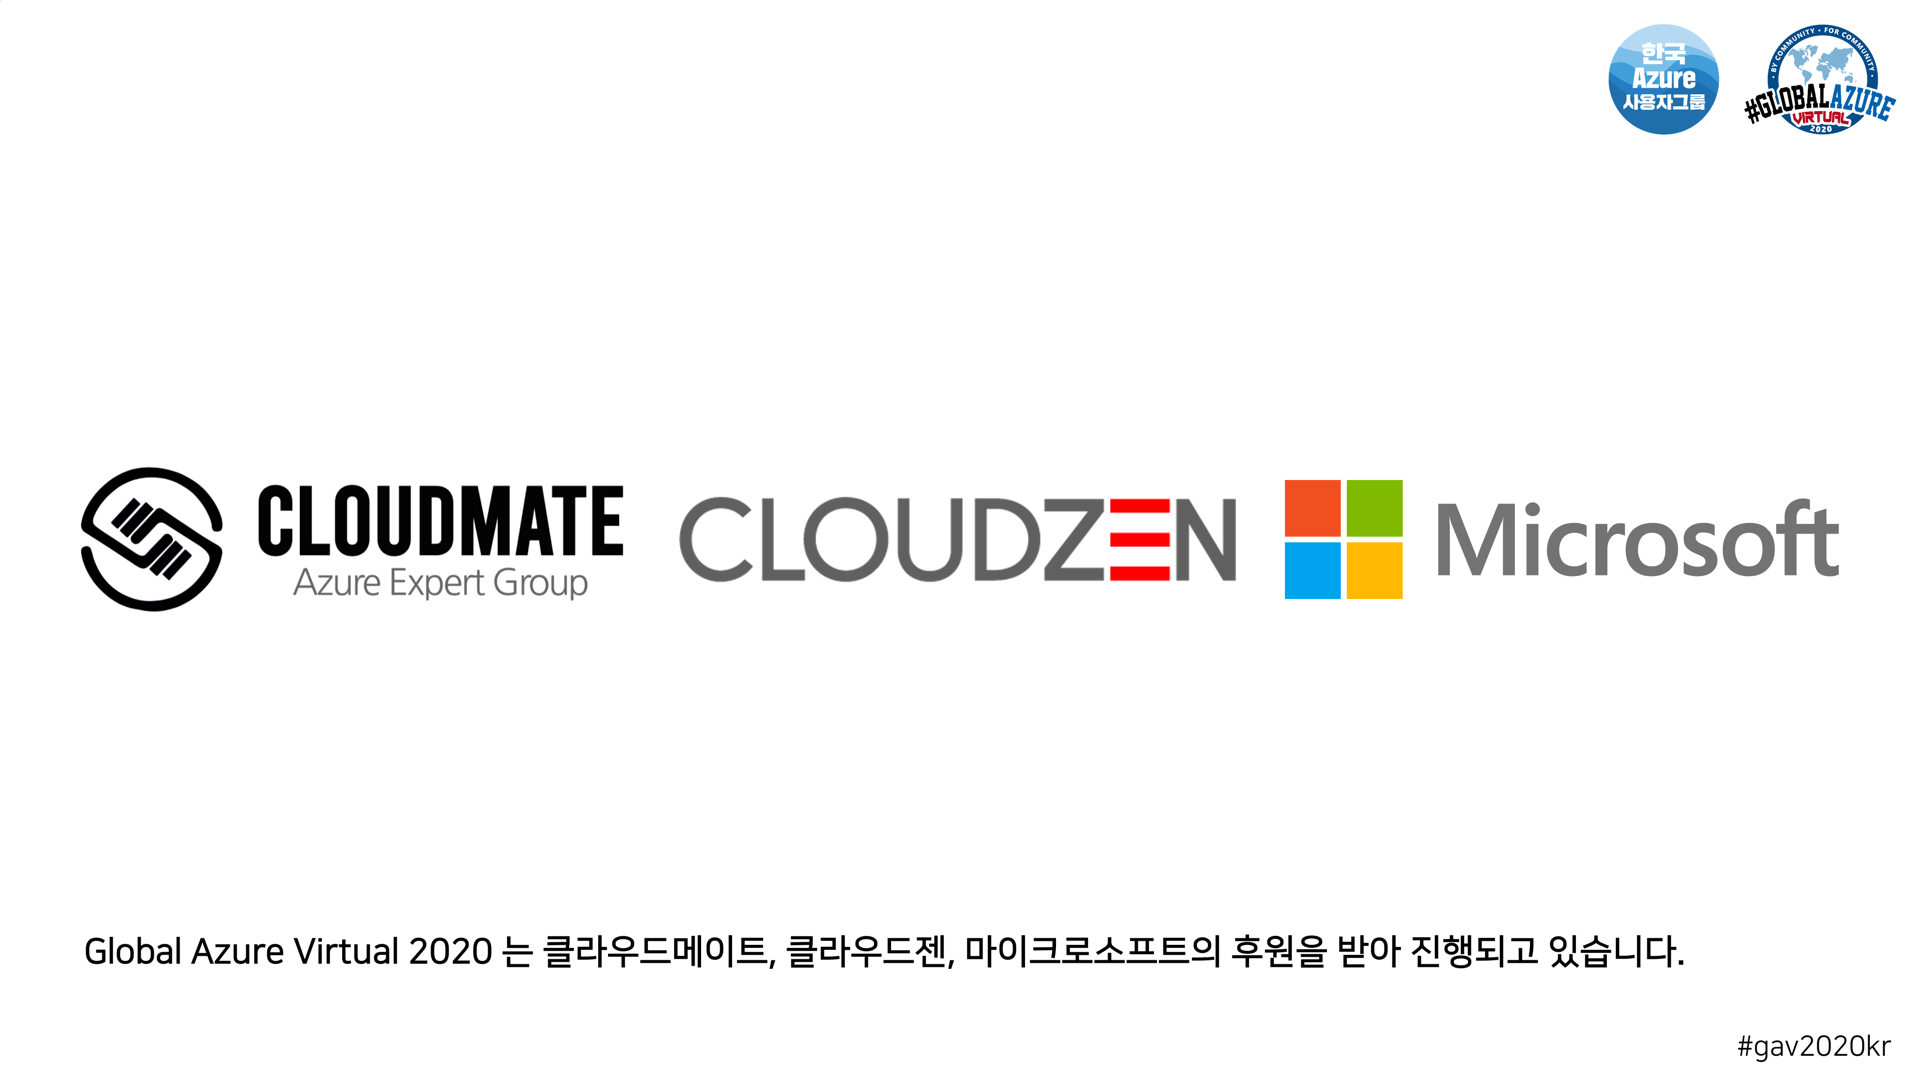 한국
Azure
사용자그룹
• BY COMMUNITY • FOR COMMUNITY •
#GLOBALAZURE
VIRTUAL
2020
CLOUDMATE
Azure Expert Group
CLOUDZEN
Microsoft
Global Azure Virtual 2020 는 클라우드메이트, 클라우드젠, 마이크로소프트의 후원을 받아 진행되고 있습니다.
#gav2020kr